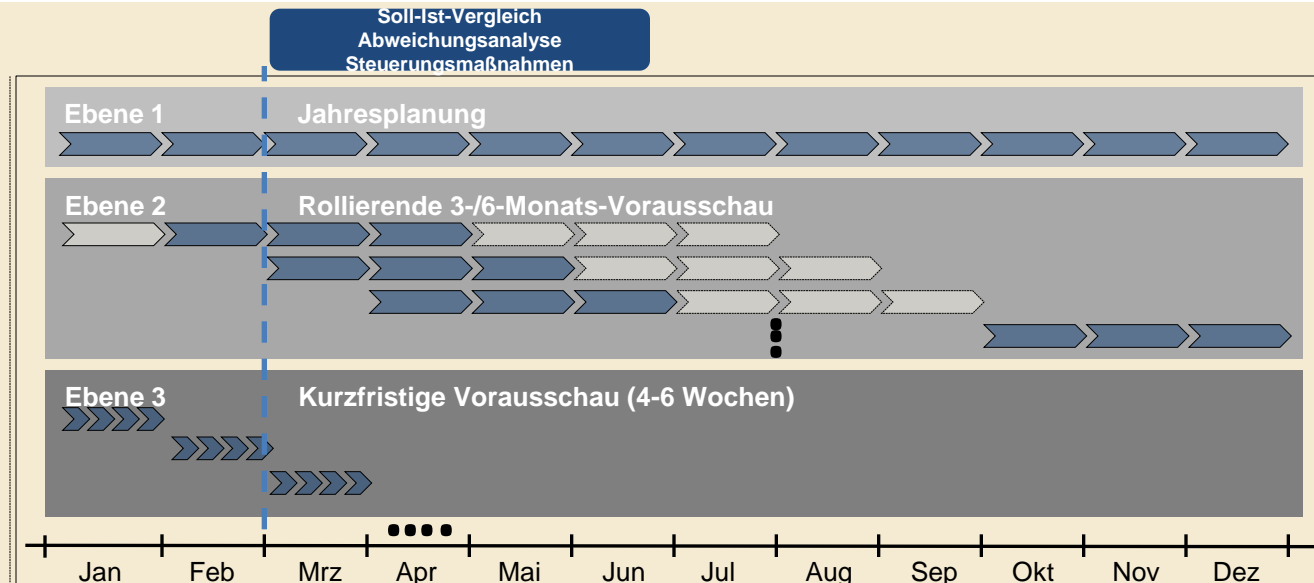 Soll-Ist-Vergleich
Abweichungsanalyse
Steuerungsmaßnahmen
Ebene 1 Jahresplanung
Ebene 2 Rollierende 3-/6-Monats-Vorausschau
Ebene 3 Kurzfristige Vorausschau (4-6 Wochen)
Jan Feb Mrz Apr Mai Jun Jul Aug Sep Okt Nov Dez